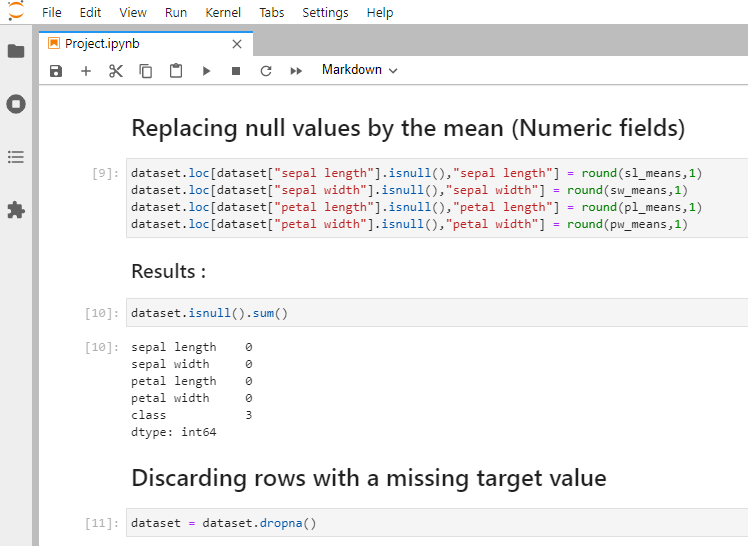 File Edit View Run Kernel Tabs Settings Help
Project.ipynb
Markdown
Replacing null values by the mean (Numeric fields)
[9]: dataset.loc[dataset["sepal length"].isnull(),"sepal length"] = round(sl_means,1)
dataset.loc[dataset["sepal width"].isnull(),"sepal width"] = round(sw_means,1)
dataset.loc[dataset["petal length"].isnull(),"petal length"] = round(pl_means,1)
dataset.loc[dataset["petal width"].isnull(),"petal width"] = round(pw_means,1)
Results :
[10]: dataset.isnull().sum()
[10]: sepal length 0
sepal width 0
petal length 0
petal width 0
class 3
dtype: int64
Discarding rows with a missing target value
[11]: dataset = dataset.dropna()